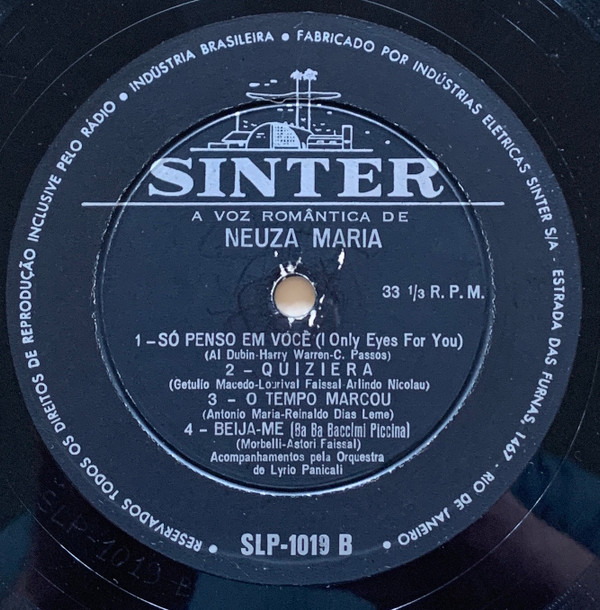 RESERVADOS TODOS OS DIREITOS DE REPRODUÇÃO INCLUSIVE PELO RÁDIO • INDÚSTRIA BRASILEIRA • FABRICADO POR INDÚSTRIAS ELÉTRICAS SINTER S/A - ESTRADA DAS FURNAS, 1467 - RIO DE JANEIRO
SINTER
A VOZ ROMÂNTICA DE
NEUZA MARIA
33 1/3 R. P. M.
1 – SÓ PENSO EM VOCÊ (I Only Eyes For You)
(Al Dubin-Harry Warren-C. Passos)
2 - QUIZIERA
(Getulio Macedo-Lourival Faissal-Arlindo Nicolau)
3 - O TEMPO MARCOU
(Antonio Maria-Reinaldo Dias Leme)
4 - BEIJA-ME (Ba Ba Baccimi Piccina)
(Morbelli-Astori Faissal)
Acompanhamentos pela Orquestra
de Lyrio Panicali
SLP-1019 B
SLP-1019-B